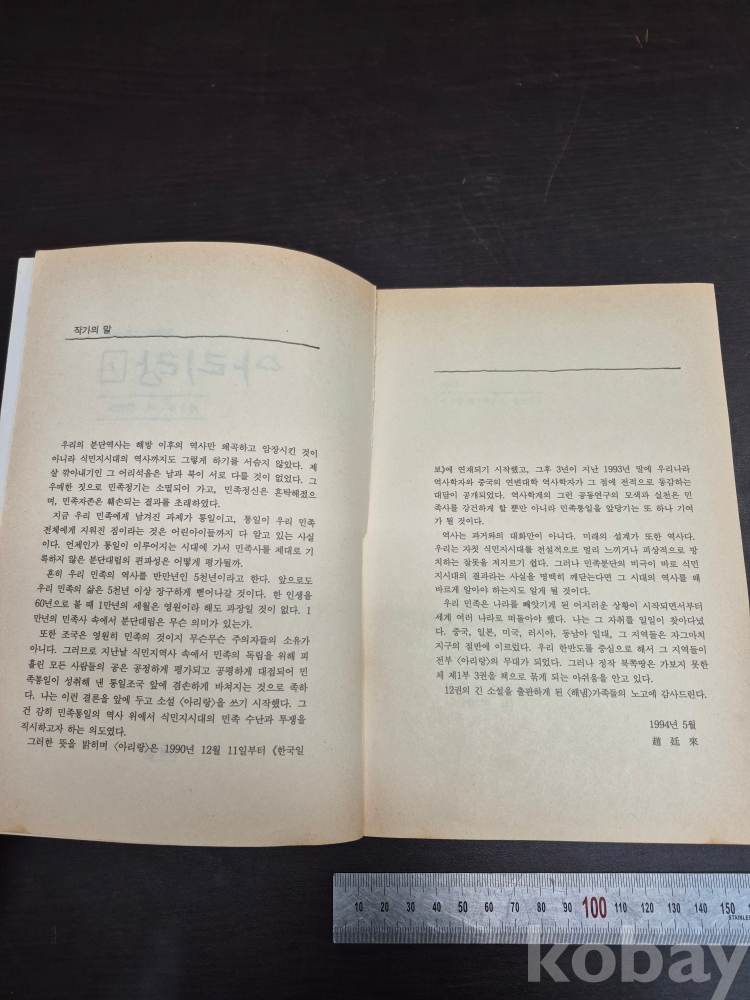 작가의 말
우리의 분단역사는 해방 이후의 역사만 왜곡하고 암장시킨 것이
아니라 식민지시대의 역사까지도 그렇게 하기를 서슴지 않았다. 제
살 깎아내기인 그 어리석음은 남과 북이 서로 다를 것이 없었다. 그
우매한 짓으로 민족정기는 소멸되어 가고, 민족정신은 혼탁해졌으
며, 민족자존은 훼손되는 결과를 초래하였다.
지금 우리 민족에게 남겨진 과제가 통일이고, 통일이 우리 민족
전체에게 지워진 짐이라는 것은 어린아이들까지 다 알고 있는 사실
이다. 언제인가 통일이 이루어지는 시대에 가서 민족사를 제대로 기
록하지 않은 분단대립의 편파성은 어떻게 평가될까.
흔히 우리 민족의 역사를 반만년인 5천년이라고 한다. 앞으로도
우리 민족의 삶은 5천년 이상 장구하게 뻗어나갈 것이다. 한 인생을
60년으로 볼 때 1만년의 세월은 영원이라 해도 과장일 것이 없다. 1
만년의 민족사 속에서 분단대립은 무슨 의미가 있는가.
또한 조국은 영원히 민족의 것이지 무슨무슨 주의자들의 소유가
아니다. 그러므로 지난날 식민지역사 속에서 민족의 독립을 위해 피
흘린 모든 사람들의 공은 공정하게 평가되고 공평하게 대접되어 민
족통일이 성취해 낸 통일조국 앞에 겸손하게 바쳐지는 것으로 족하
다. 나는 이런 결론을 앞에 두고 소설 〈아리랑〉을 쓰기 시작했다. 그
건 감히 민족통일의 역사 위에서 식민지시대의 민족 수난과 투쟁을
직시하고자 하는 의도였다.
그러한 뜻을 밝히며 〈아리랑〉은 1990년 12월 11일부터 《한국일
보》에 연재되기 시작했고, 그후 3년이 지난 1993년 말에 우리나라
역사학자와 중국의 연변대학 역사학자가 그 점에 전적으로 동감하는
대담이 공개되었다. 역사학계의 그런 공동연구의 모색과 실천은 민
족사를 강건하게 할 뿐만 아니라 민족통일을 앞당기는 또 하나 기여
가 될 것이다.
역사는 과거와의 대화만이 아니다. 미래의 설계가 또한 역사다.
우리는 자칫 식민지시대를 전설적으로 멀리 느끼거나 피상적으로 방
치하는 잘못을 저지르기 쉽다. 그러나 민족분단의 비극이 바로 식민
지시대의 결과라는 사실을 명백히 깨닫는다면 그 시대의 역사를 왜
바르게 알아야 하는지도 알게 될 것이다.
우리 민족은 나라를 빼앗기게 된 어지러운 상황이 시작되면서부터
세계 여러 나라로 떠돌아야 했다. 나는 그 자취를 일일이 찾아다녔
다. 중국, 일본, 미국, 러시아, 동남아 일대, 그 지역들은 자그마치
지구의 절반에 이르렀다. 우리 한반도를 중심으로 해서 그 지역들이
전부 〈아리랑〉의 무대가 되었다. 그러나 정작 북쪽땅은 가보지 못한
채 제1부 3권을 책으로 묶게 되는 아쉬움을 안고 있다.
12권의 긴 소설을 출판하게 된 〈해냄〉가족들의 노고에 감사드린다.
1994년 5월
趙廷來
10 20 30 40 50 60 70 80 90 100 110 120 130 140 150
kobay